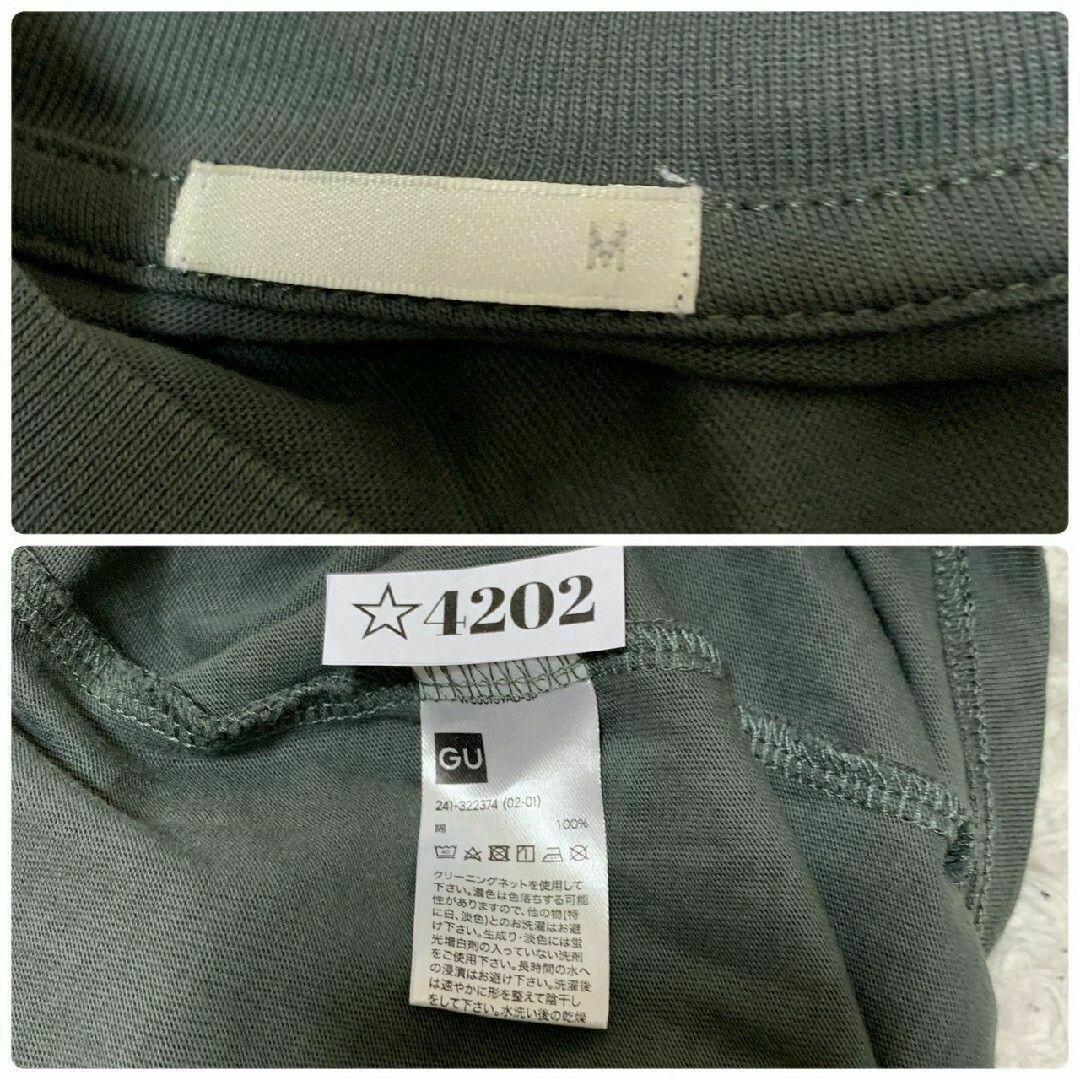 M
☆4202
GU
241-322374 (02-01)
綿 100%
クリーニングネットを使用して
下さい。濃色は色落ちする可能
性がありますので、他の物(特
に白、淡色)とのお洗濯はお避
け下さい。生成り・淡色には蛍
光増白剤の入っていない洗剤
をご使用下さい。長時間の水へ
の浸漬はお避け下さい。洗濯後
は速やかに形を整えて陰干し
をして下さい。水洗い後の乾燥